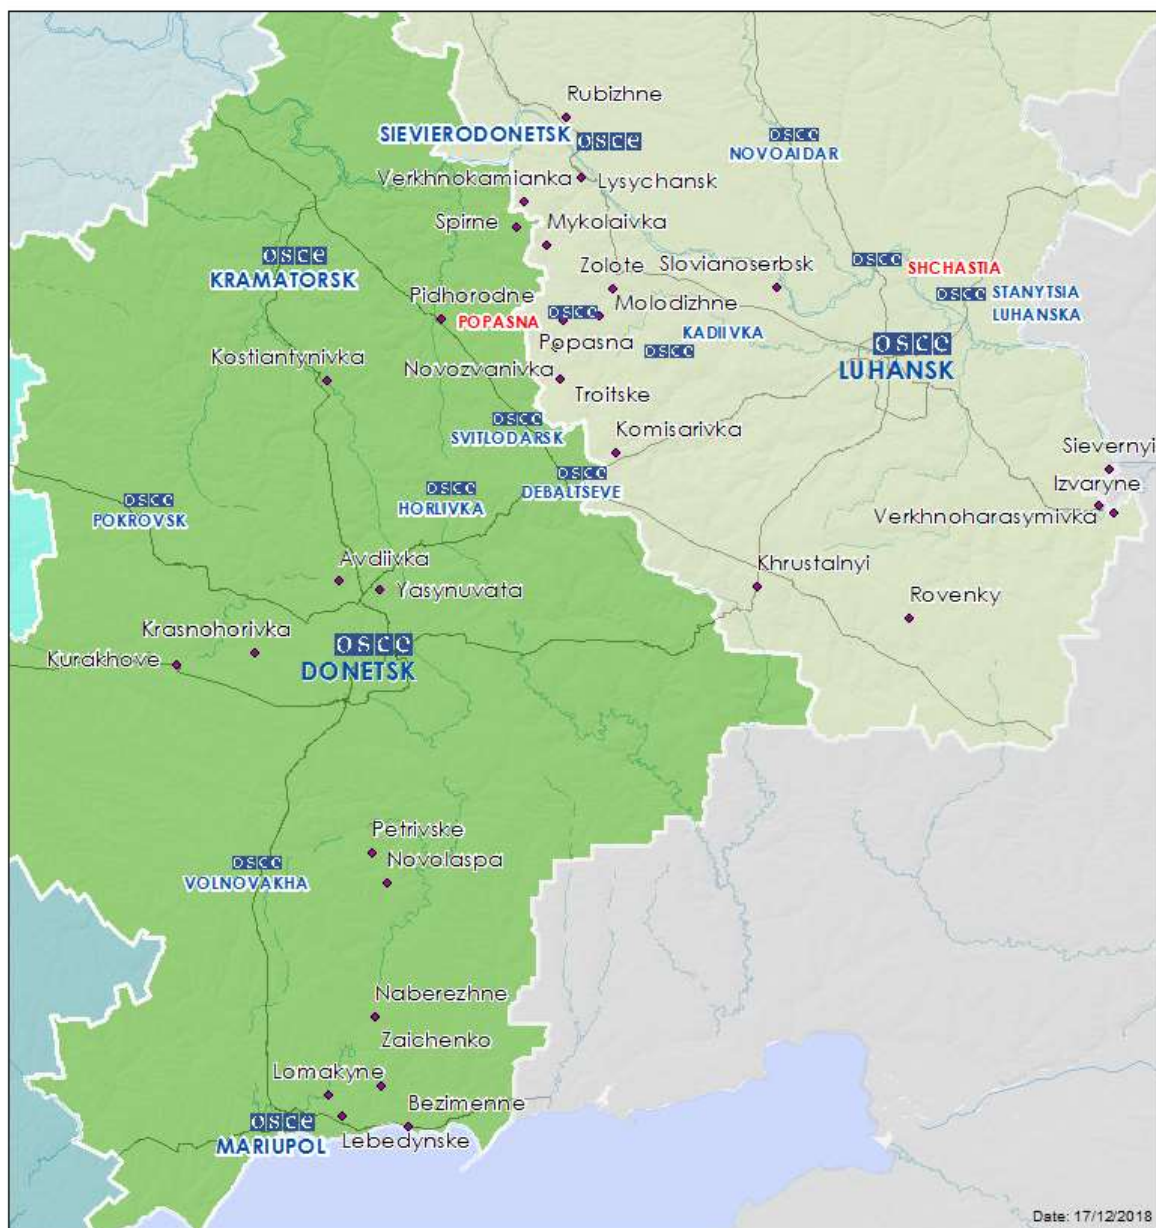 Rubizhne
SIEVIERODONETSK
osce
osce
NOVOAIDAR
Verkhnokamianka
Lysychansk
Spirne
Mykolaivka
osce
KRAMATORSK
Zolote
Slovianoserbsk
osce
SHCHASTIA
Pidhorodne
Molodizhne
osce
STANYTSIA
LUHANSKA
POPASNA
osce
Popasna
KADIIVKA
osce
osce
LUHANSK
Kostiantynivka
Novozvanivka
Troitske
osce
SVITLODARSK
Komisarivka
Sievernyi
osce
DEBALTSEVE
Izvaryne
osce
POKROVSK
osce
HORLIVKA
Verkhnoharasymivka
Avdiivka
Yasynuvata
Khrustalnyi
Rovenky
Krasnohorivka
Kurakhove
osce
DONETSK
Petrivske
Novolaspa
osce
VOLNOVAKHA
Naberezhne
Zaichenko
Lomakyne
Bezimenne
osce
MARIUPOL
Lebedynske
Date: 17/12/2018